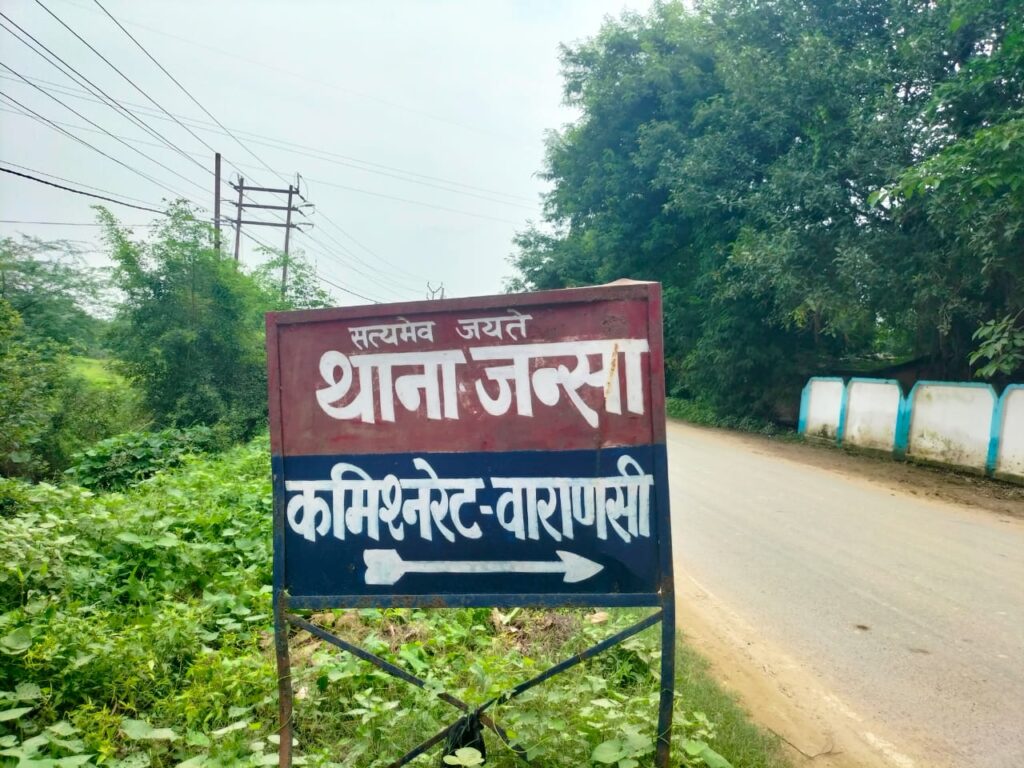 सत्यमेव जयते
थाना जन्सा
कमिश्नरेट-वाराणसी